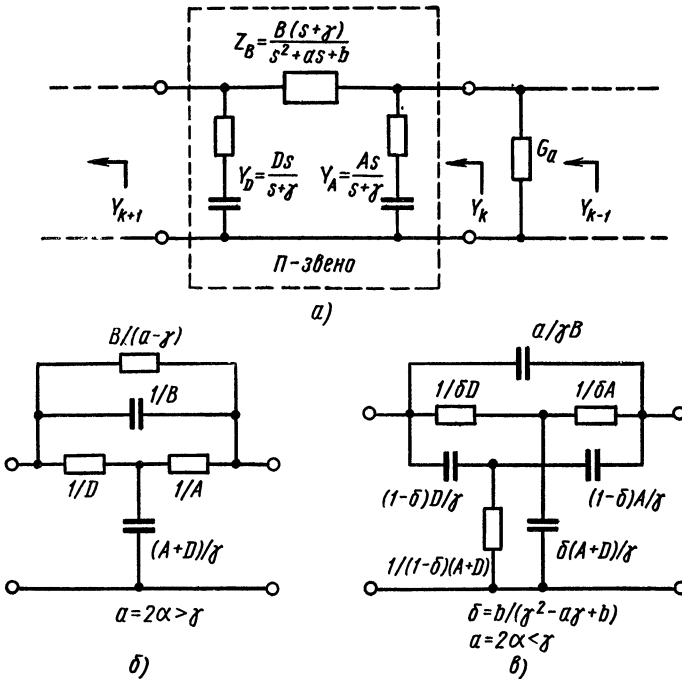 Z_B = B(s+γ) / s²+as+b
Y_D = Ds / s+γ
Y_A = As / s+γ
G_a
Y_{k+1}
Y_k
Y_{k-1}
П-звено
а)
B/(a-γ)
1/B
1/D
1/A
(A+D)/γ
a=2α>γ
б)
a/γB
1/δD
1/δA
(1-δ)D/γ
(1-δ)A/γ
1/(1-δ)(A+D)
δ(A+D)/γ
δ=b/(γ²-aγ+b)
a=2α<γ
в)